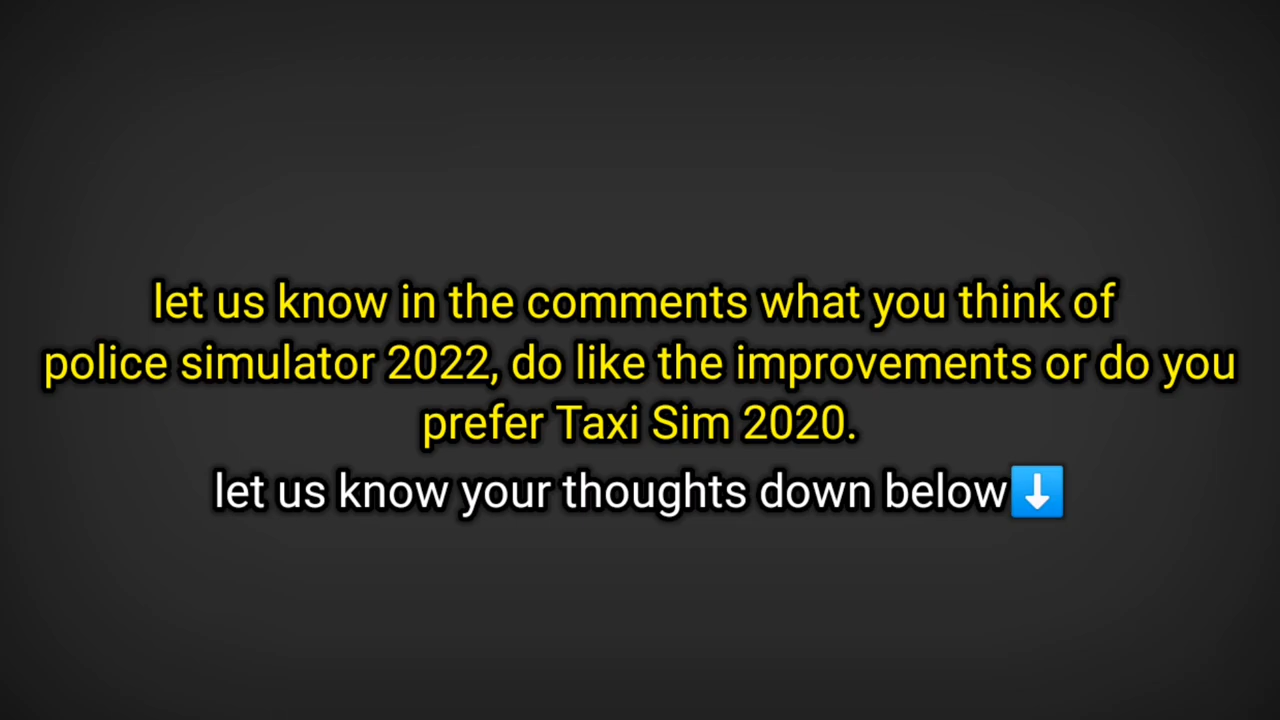 let us know in the comments what you think of
police simulator 2022, do like the improvements or do you
prefer Taxi Sim 2020.
let us know your thoughts down below⬇️